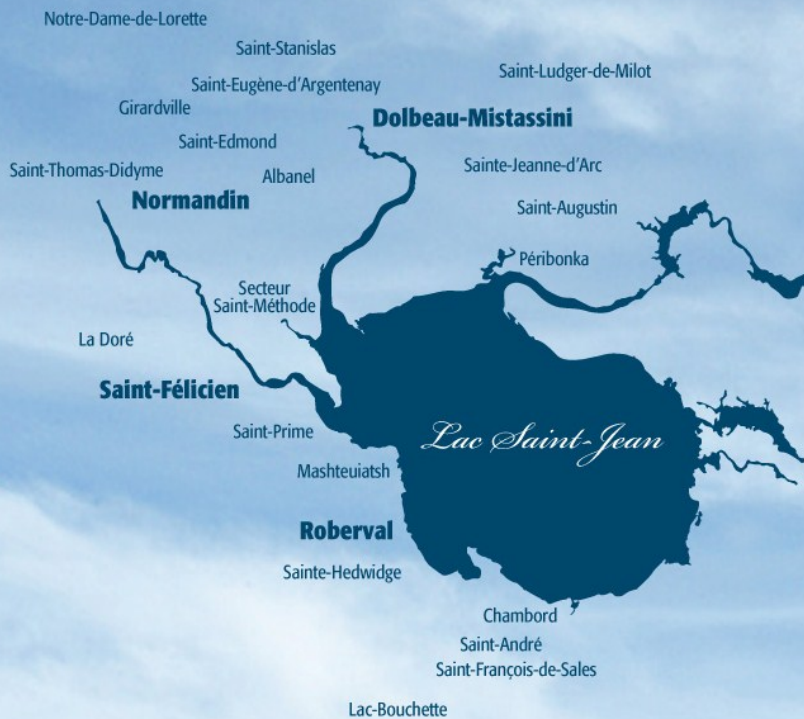 Notre-Dame-de-Lorette
Saint-Stanislas
Saint-Ludger-de-Milot
Saint-Eugène-d'Argentenay
Girardville
Dolbeau-Mistassini
Saint-Edmond
Sainte-Jeanne-d'Arc
Saint-Thomas-Didyme
Albanel
Normandin
Saint-Augustin
Péribonka
Secteur
Saint-Méthode
La Doré
Saint-Félicien
Saint-Prime
Lac Saint-Jean
Mashteuiatsh
Roberval
Sainte-Hedwidge
Chambord
Saint-André
Saint-François-de-Sales
Lac-Bouchette